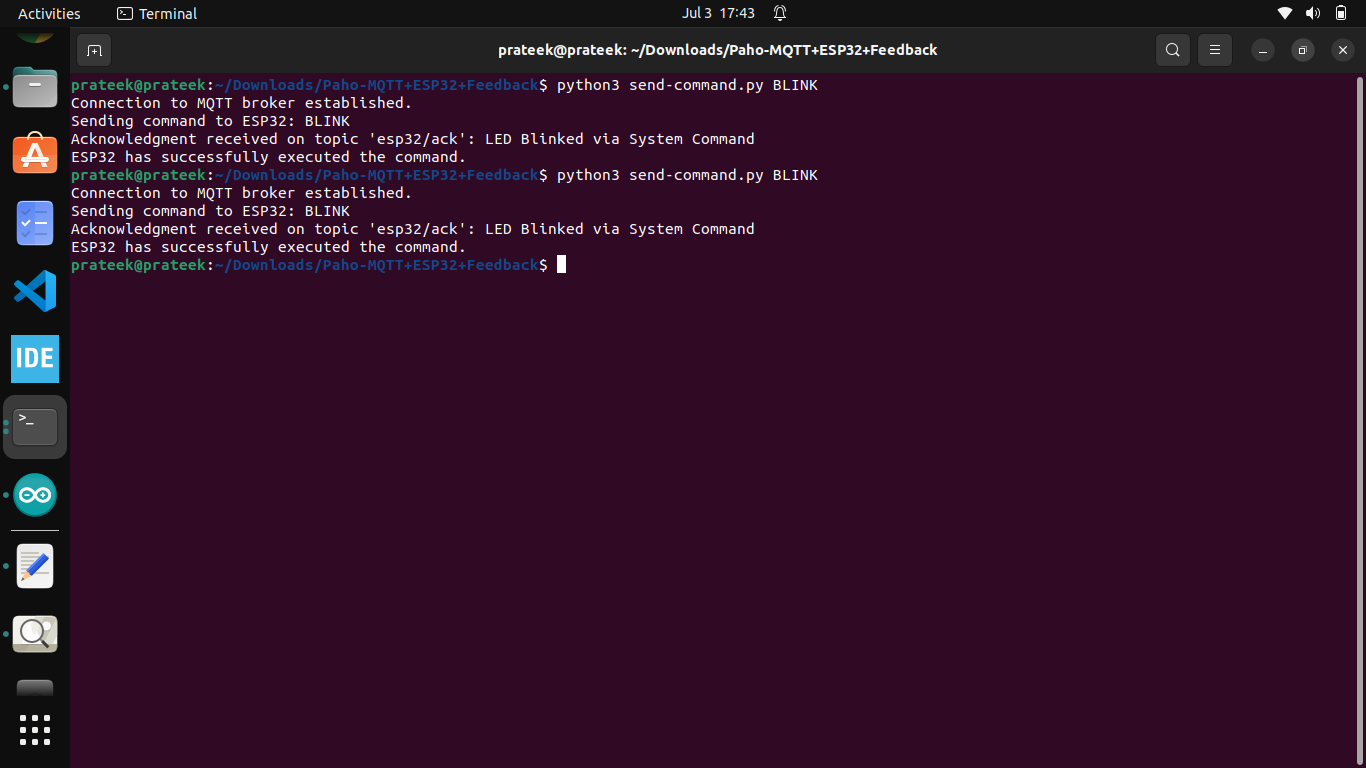 Activities
Terminal
Jul 3 17:43
prateek@prateek: ~/Downloads/Paho-MQTT+ESP32+Feedback
prateek@prateek:~/Downloads/Paho-MQTT+ESP32+Feedback$ python3 send-command.py BLINK
Connection to MQTT broker established.
Sending command to ESP32: BLINK
Acknowledgment received on topic 'esp32/ack': LED Blinked via System Command
ESP32 has successfully executed the command.
prateek@prateek:~/Downloads/Paho-MQTT+ESP32+Feedback$ python3 send-command.py BLINK
Connection to MQTT broker established.
Sending command to ESP32: BLINK
Acknowledgment received on topic 'esp32/ack': LED Blinked via System Command
ESP32 has successfully executed the command.
prateek@prateek:~/Downloads/Paho-MQTT+ESP32+Feedback$
IDE
>_